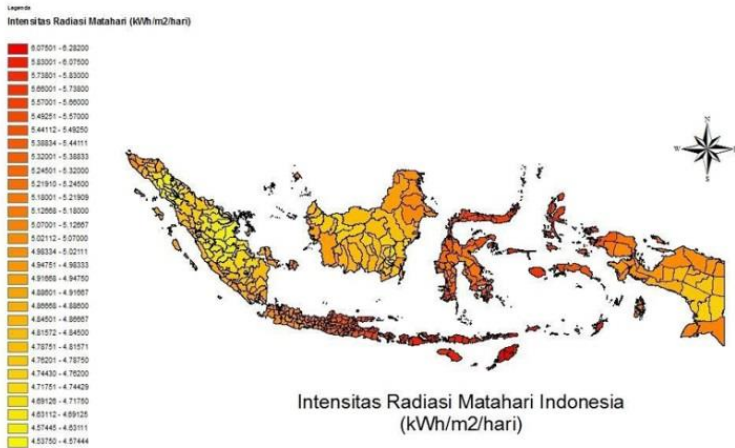 Legenda
Intensitas Radiasi Matahari (kWh/m2/hari)
6.07501 - 6.28200
5.83001 - 6.07500
5.73801 - 5.83000
5.66001 - 5.73800
5.57001 - 5.66000
5.49251 - 5.57000
5.44112 - 5.49250
5.38834 - 5.44111
5.32001 - 5.38833
5.24501 - 5.32000
5.21910 - 5.24500
5.18001 - 5.21909
5.12668 - 5.18000
5.07001 - 5.12667
5.02112 - 5.07000
4.98334 - 5.02111
4.94751 - 4.98333
4.91668 - 4.94750
4.88601 - 4.91667
4.86668 - 4.88600
4.84501 - 4.86667
4.81572 - 4.84500
4.78751 - 4.81571
4.76201 - 4.78750
4.74430 - 4.76200
4.71751 - 4.74429
4.69126 - 4.71750
4.63112 - 4.69125
4.57445 - 4.63111
4.53750 - 4.57444
N
W
E
S
Intensitas Radiasi Matahari Indonesia
(kWh/m2/hari)